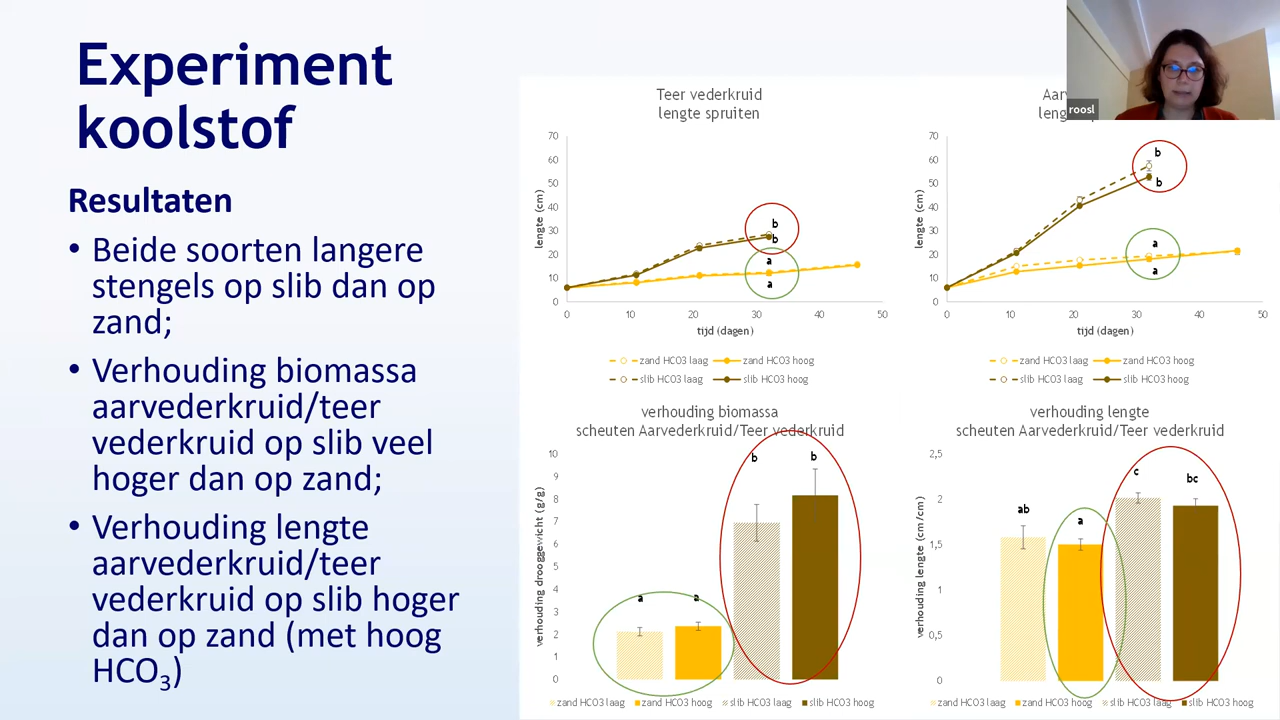 Experiment
koolstof
Resultaten
• Beide soorten langere
stengels op slib dan op
zand;
• Verhouding biomassa
aarvederkruid/teer
vederkruid op slib veel
hoger dan op zand;
• Verhouding lengte
aarvederkruid/teer
vederkruid op slib hoger
dan op zand (met hoog
HCO3)
roosl
Teer vederkruid
lengte spruiten
70
60
50
40
30
20
10
0
lengte (cm)
b
b
a
a
0 10 20 30 40 50
tijd (dagen)
zand HCO3 laag zand HCO3 hoog
slib HCO3 laag slib HCO3 hoog
70
60
50
40
30
20
10
0
lengte (cm)
b
b
a
a
0 10 20 30 40 50
tijd (dagen)
zand HCO3 laag zand HCO3 hoog
slib HCO3 laag slib HCO3 hoog
verhouding biomassa
scheuten Aarvederkruid/Teer vederkruid
10
9
8
7
6
5
4
3
2
1
0
verhouding drooggewicht (g/g)
a a b b
zand HCO3 laag zand HCO3 hoog slib HCO3 laag slib HCO3 hoog
verhouding lengte
scheuten Aarvederkruid/Teer vederkruid
2,5
2
1,5
1
0,5
0
verhouding lengte (cm/cm)
ab a c bc
zand HCO3 laag zand HCO3 hoog slib HCO3 laag slib HCO3 hoog